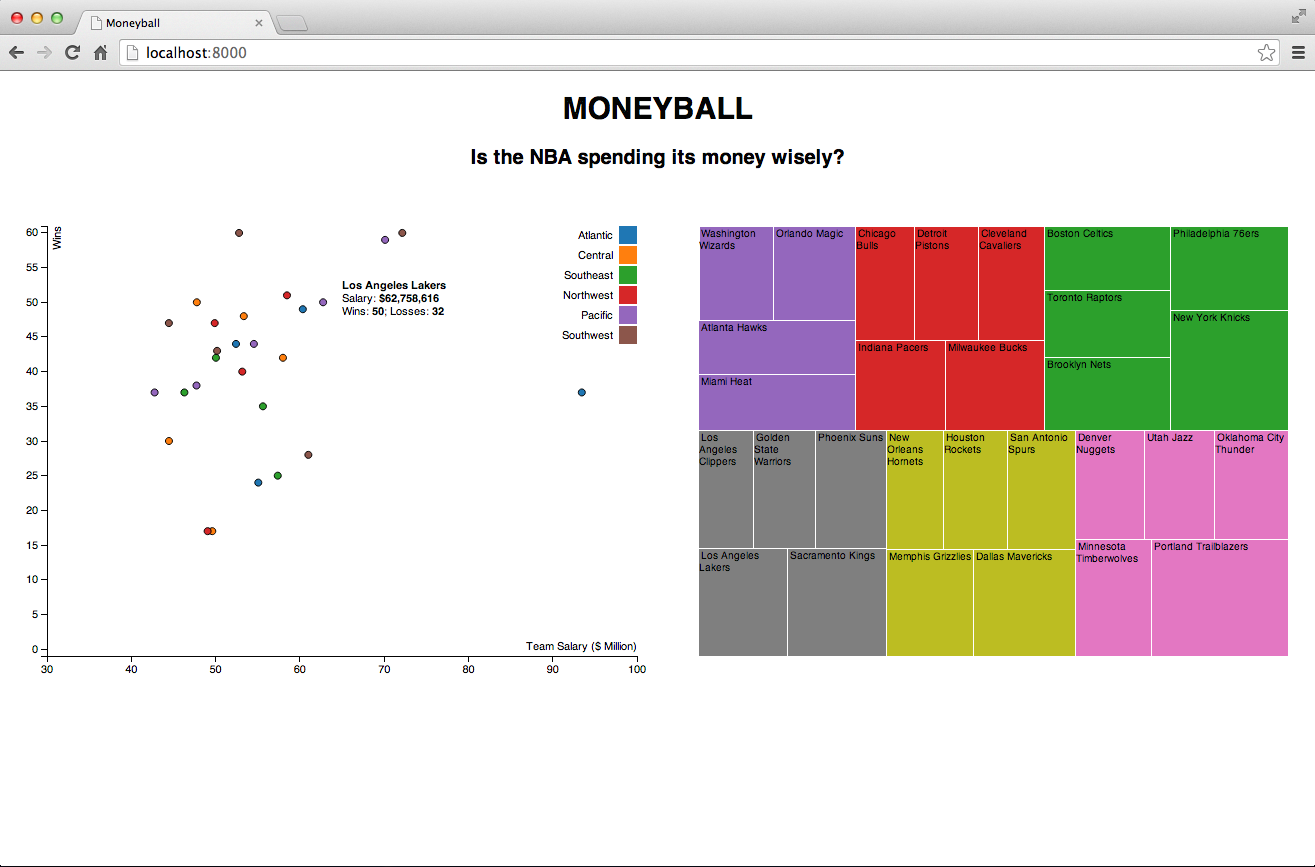 Moneyball
localhost:8000
MONEYBALL
Is the NBA spending its money wisely?
Wins
60
55
50
45
40
35
30
25
20
15
10
5
0
30
40
50
60
70
80
90
100
Team Salary ($ Million)
Los Angeles Lakers
Salary: $62,758,616
Wins: 50; Losses: 32
Atlantic
Central
Southeast
Northwest
Pacific
Southwest
Washington
Wizards
Orlando Magic
Atlanta Hawks
Miami Heat
Chicago
Bulls
Detroit
Pistons
Cleveland
Cavaliers
Indiana Pacers
Milwaukee Bucks
Boston Celtics
Toronto Raptors
Brooklyn Nets
Philadelphia 76ers
New York Knicks
Los
Angeles
Clippers
Golden
State
Warriors
Phoenix Suns
Los Angeles
Lakers
Sacramento Kings
New
Orleans
Hornets
Houston
Rockets
San Antonio
Spurs
Memphis Grizzlies
Dallas Mavericks
Denver
Nuggets
Utah Jazz
Oklahoma City
Thunder
Minnesota
Timberwolves
Portland Trailblazers